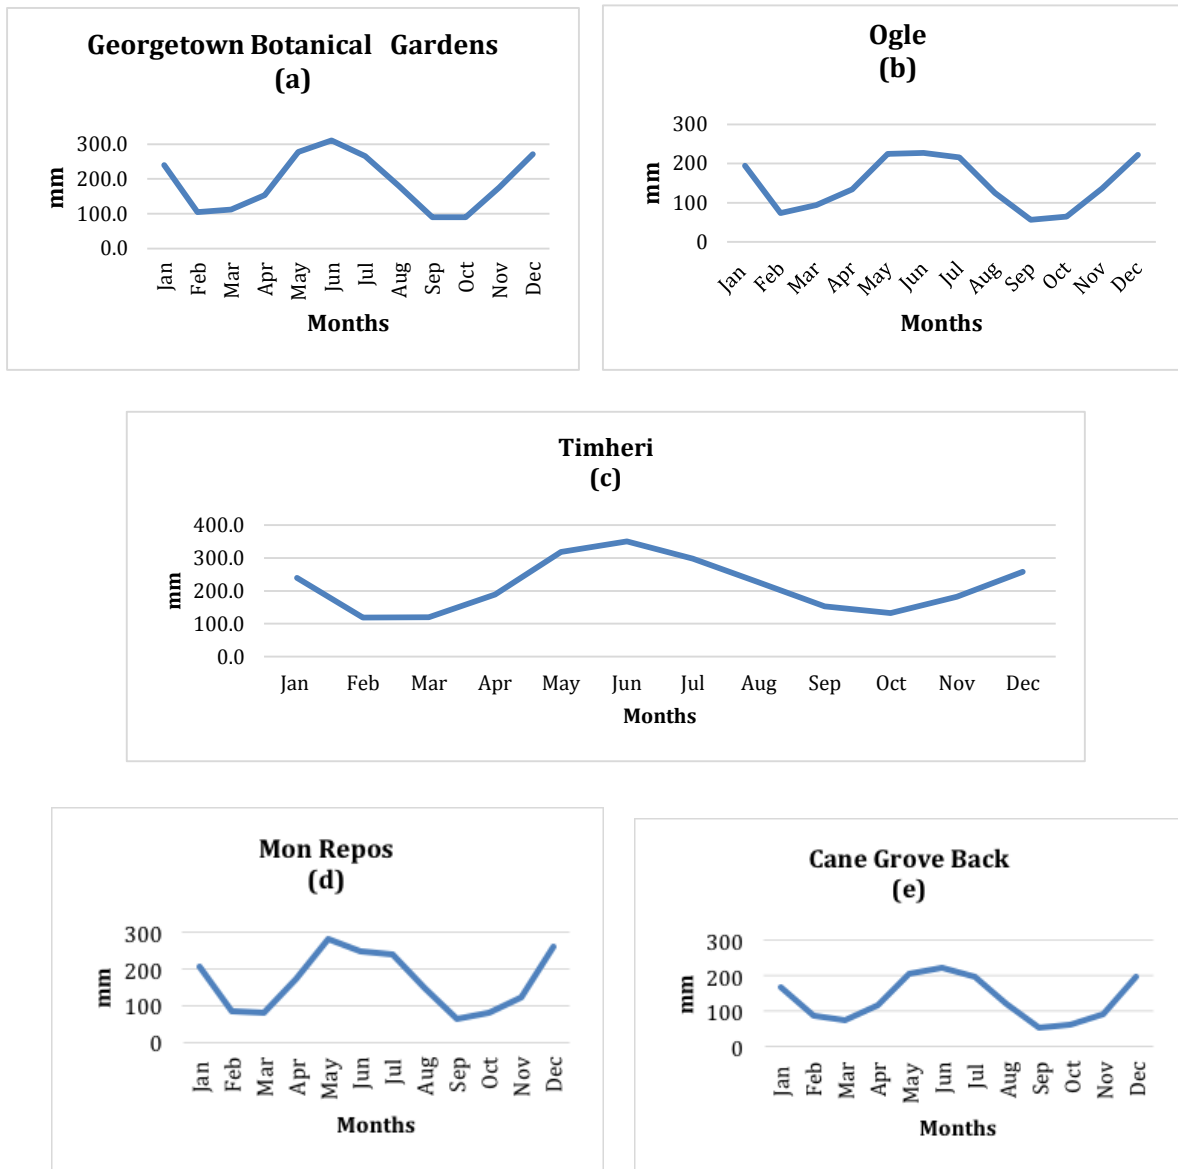 Georgetown Botanical Gardens
(a)
300.0
200.0
100.0
0.0
mm
Jan
Feb
Mar
Apr
May
Jun
Jul
Aug
Sep
Oct
Nov
Dec
Months
Ogle
(b)
300
200
100
0
mm
Jan
Feb
Mar
Apr
May
Jun
Jul
Aug
Sep
Oct
Nov
Dec
Months
Timheri
(c)
400.0
300.0
200.0
100.0
0.0
mm
Jan Feb Mar Apr May Jun Jul Aug Sep Oct Nov Dec
Months
Mon Repos
(d)
300
200
100
0
mm
Jan
Feb
Mar
Apr
May
Jun
Jul
Aug
Sep
Oct
Nov
Dec
Months
Cane Grove Back
(e)
300
200
100
0
mm
Jan
Feb
Mar
Apr
May
Jun
Jul
Aug
Sep
Oct
Nov
Dec
Months